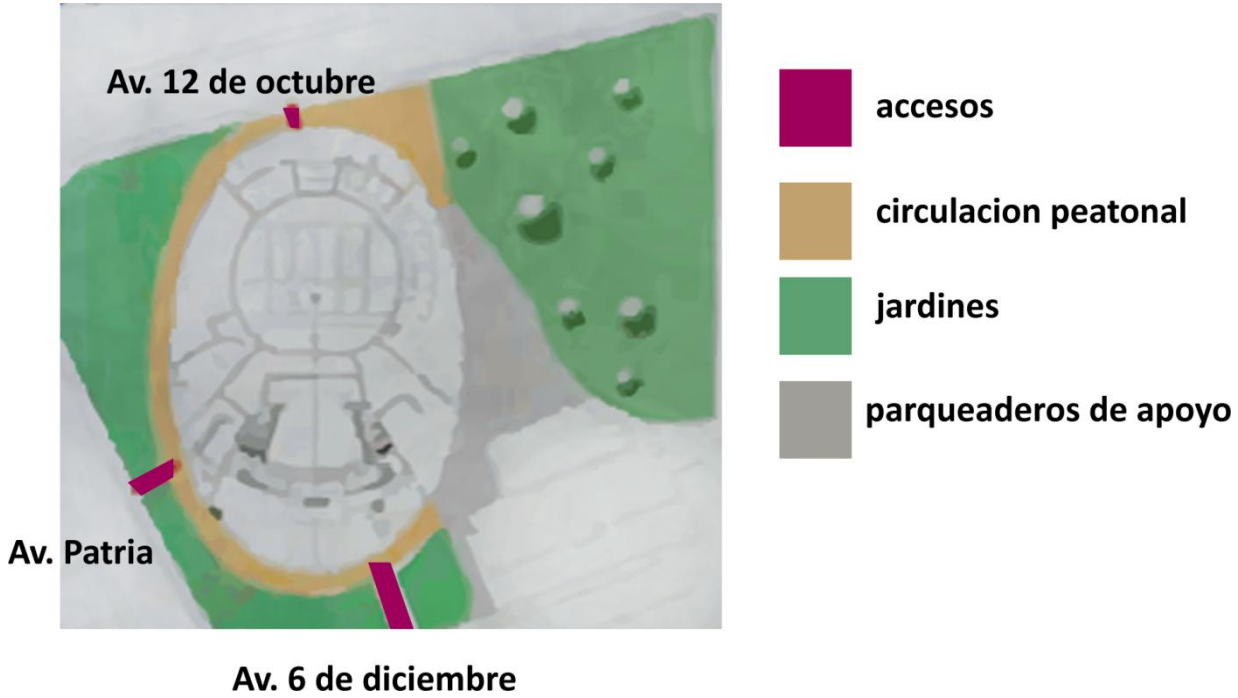 Av. 12 de octubre
Av. Patria
Av. 6 de diciembre
accesos
circulacion peatonal
jardines
parqueaderos de apoyo